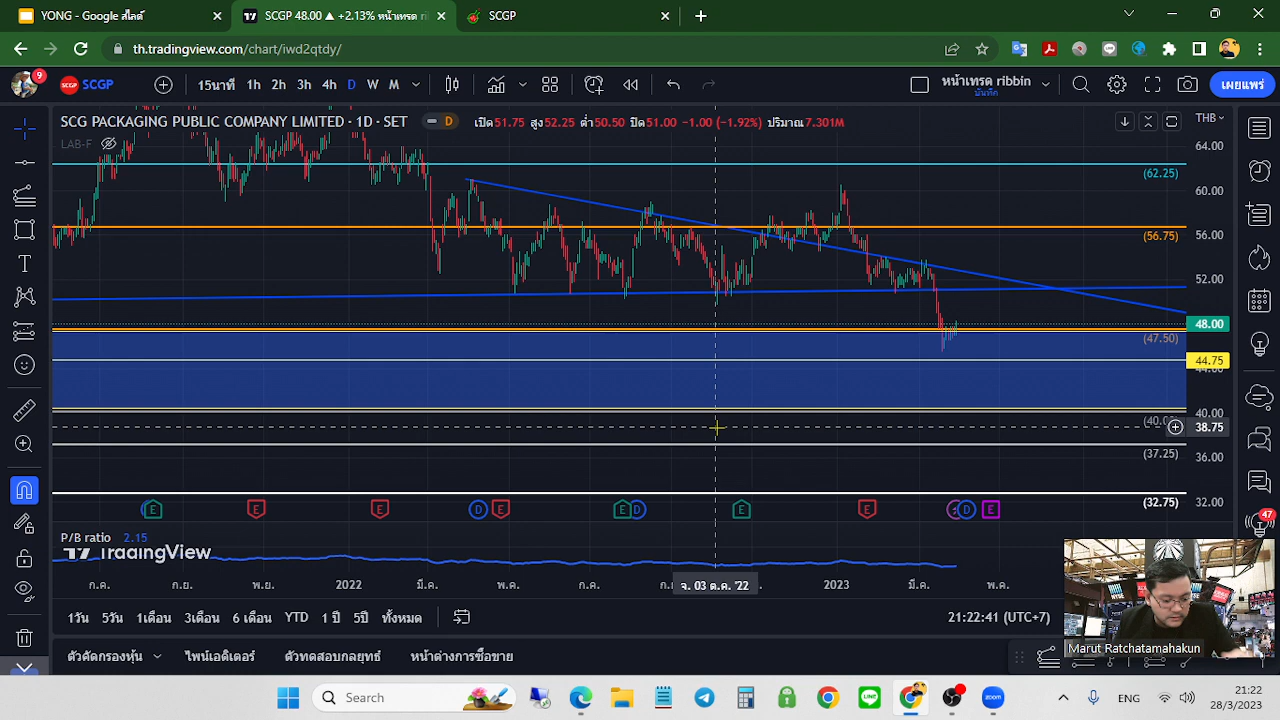 YONG - Google สไลด์
SCGP 48.00 ▲ +2.13% หน้าเทรด r
SCGP
th.tradingview.com/chart/iwd2qtdy/
9
SCGP
15นาที 1h 2h 3h 4h D W M
หน้าเทรด ribbin
บันทึก
เผยแพร่
SCG PACKAGING PUBLIC COMPANY LIMITED · 1D · SET
D
เปิด51.75 สูง52.25 ต่ำ50.50 ปิด51.00 −1.00 (−1.92%) ปริมาณ7.301M
THB
LAB-F
64.00
(62.25)
60.00
(56.75)
56.00
52.00
48.00
(47.50)
44.75
44.00
40.00
38.75
(37.25)
36.00
(32.75)
32.00
E E E D E E D E E D E
P/B ratio 2.15
TradingView
47
ก.ค. ก.ย. พ.ย. 2022 มี.ค. พ.ค. ก.ค. จ. 03 ต.ค. '22 2023 มี.ค. พ.ค.
1วัน 5วัน 1เดือน 3เดือน 6 เดือน YTD 1 ปี 5ปี ทั้งหมด
21:22:41 (UTC+7)
ตัวคัดกรองหุ้น ไพน์เอดิเตอร์ ตัวทดสอบกลยุทธ์ หน้าต่างการซื้อขาย
Marut Ratchatamahakun
Search
zoom
ENG
21:22
28/3/2023